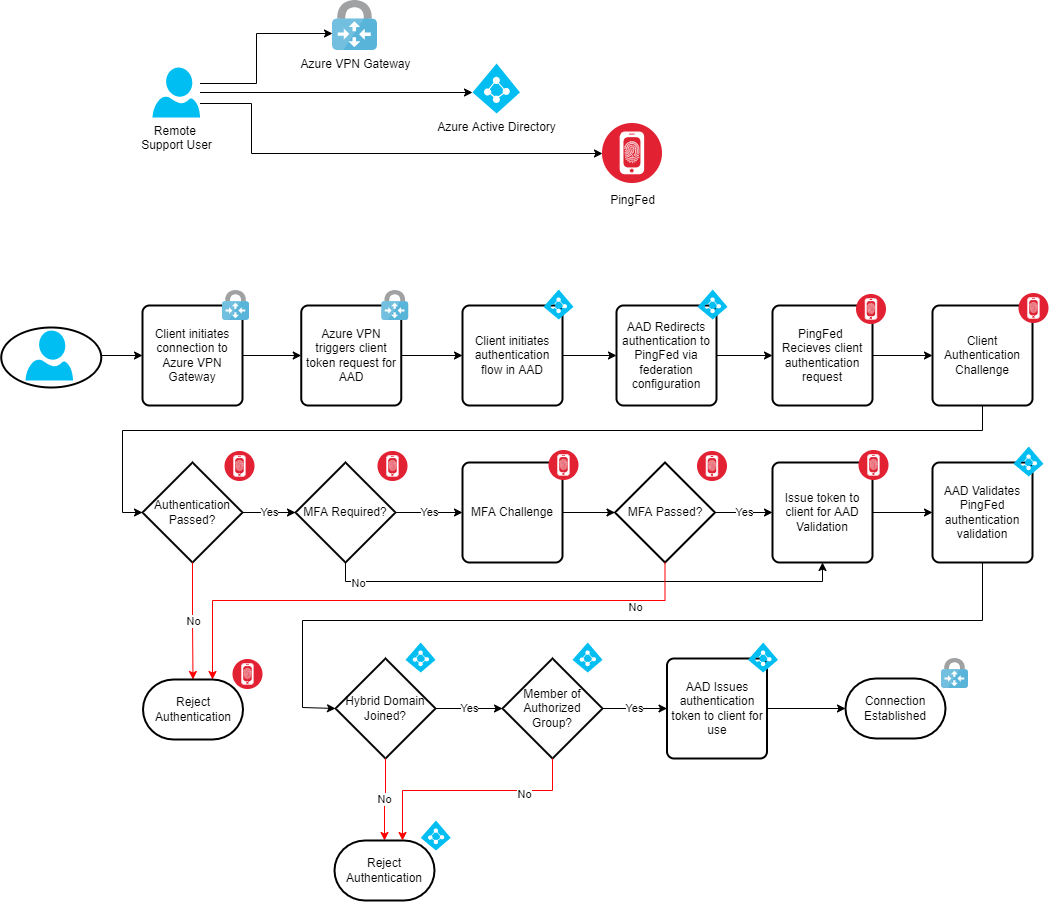 Azure VPN Gateway
Azure Active Directory
Remote
Support User
PingFed
Client initiates
connection to
Azure VPN
Gateway
Azure VPN
triggers client
token request for
AAD
Client initiates
authentication
flow in AAD
AAD Redirects
authentication to
PingFed via
federation
configuration
PingFed
Recieves client
authentication
request
Client
Authentication
Challenge
Authentication
Passed?
Yes
MFA Required?
Yes
MFA Challenge
MFA Passed?
Yes
Issue token to
client for AAD
Validation
AAD Validates
PingFed
authentication
validation
No
No
No
Reject
Authentication
Hybrid Domain
Joined?
Yes
Member of
Authorized
Group?
Yes
AAD Issues
authentication
token to client for
use
Connection
Established
No
No
Reject
Authentication